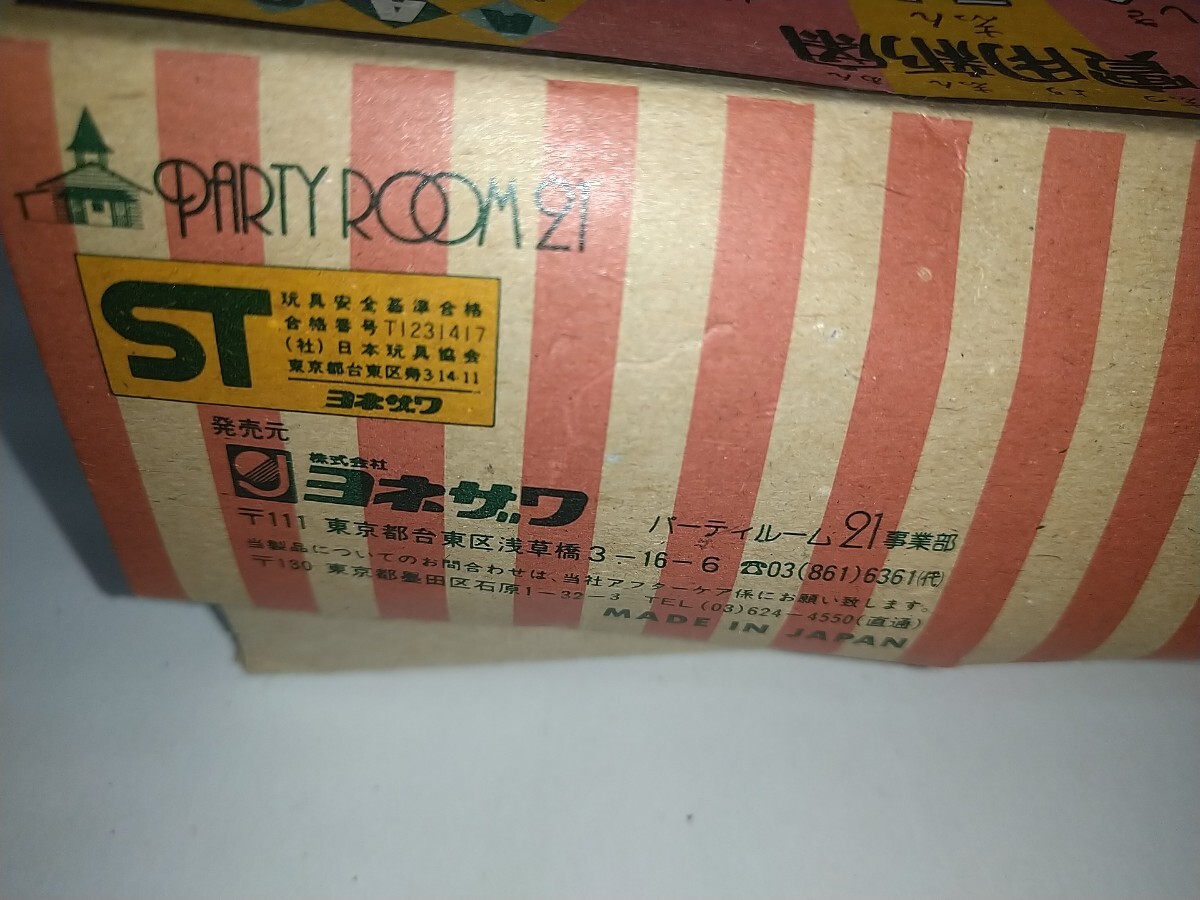 PARTY ROOM 21
ST
玩具安全基準合格
合格番号T1231417
(社)日本玩具協会
東京都台東区寿3-14-11
ヨネザワ
発売元
株式会社
ヨネザワ
パーティルーム21事業部
〒111 東京都台東区浅草橋3-16-6 ☎03(861)6361(代)
当製品についてのお問合わせは、当社アフターケア係にお願い致します。
〒130 東京都墨田区石原1-32-3 TEL(03)624-4550(直通)
MADE IN JAPAN